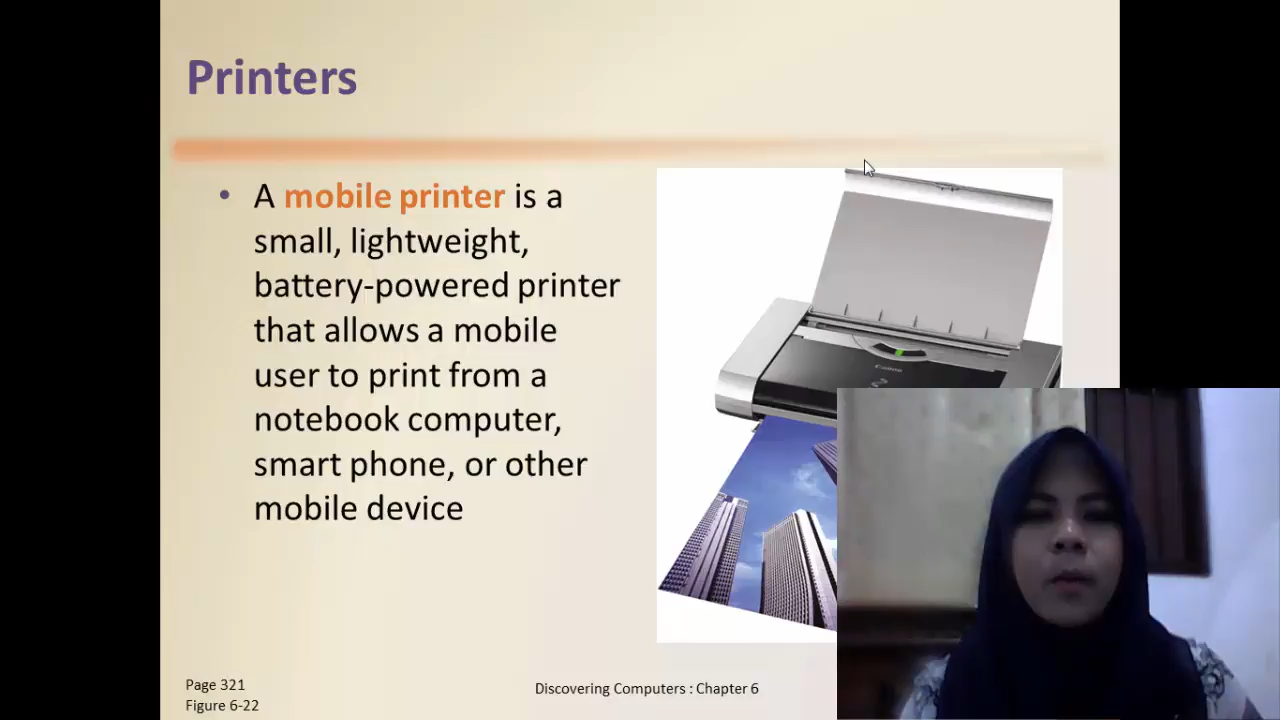 Printers
• A mobile printer is a
small, lightweight,
battery-powered printer
that allows a mobile
user to print from a
notebook computer,
smart phone, or other
mobile device
Canon
Page 321
Figure 6-22
Discovering Computers : Chapter 6